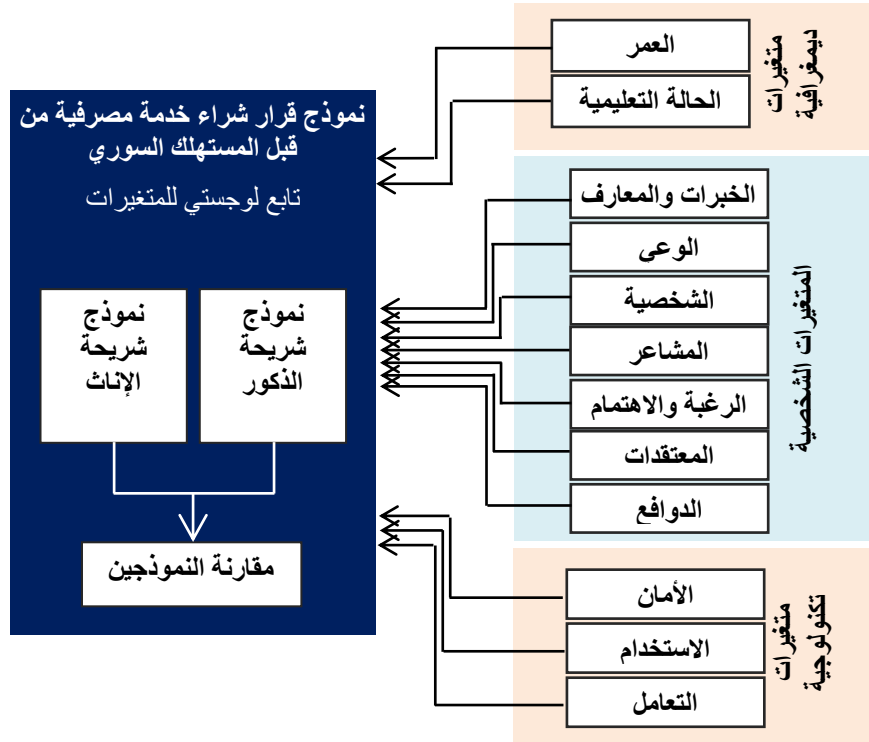 متغيرات
ديمغرافية
العمر
الحالة التعليمية
المتغيرات الشخصية
الخبرات والمعارف
الوعي
الشخصية
المشاعر
الرغبة والاهتمام
المعتقدات
الدوافع
متغيرات
تكنولوجية
الأمان
الاستخدام
التعامل
نموذج قرار شراء خدمة مصرفية من
قبل المستهلك السوري
تابع لوجستي للمتغيرات
نموذج
شريحة
الذكور
نموذج
شريحة
الإناث
مقارنة النموذجين